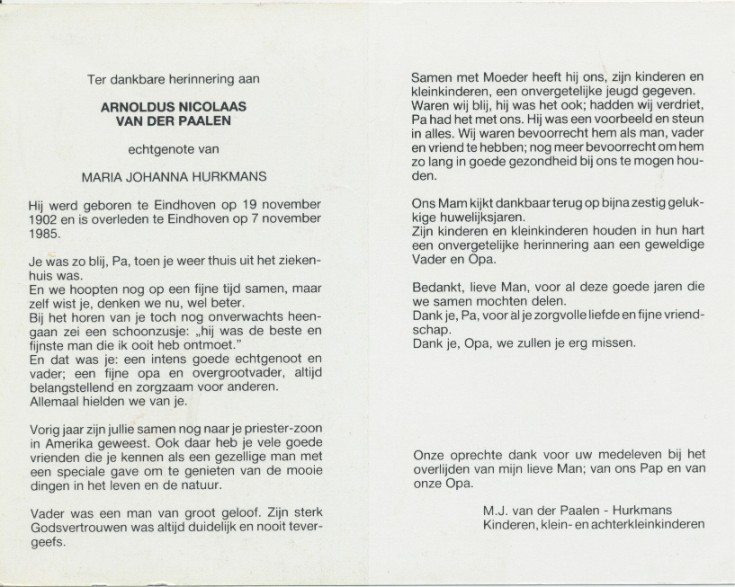 Ter dankbare herinnering aan
ARNOLDUS NICOLAAS
VAN DER PAALEN
echtgenote van
MARIA JOHANNA HURKMANS
Hij werd geboren te Eindhoven op 19 november
1902 en is overleden te Eindhoven op 7 november
1985.
Je was zo blij, Pa, toen je weer thuis uit het zieken-
huis was.
En we hoopten nog op een fijne tijd samen, maar
zelf wist je, denken we nu, wel beter.
Bij het horen van je toch nog onverwachts heen-
gaan zei een schoonzusje: „hij was de beste en
fijnste man die ik ooit heb ontmoet.”
En dat was je: een intens goede echtgenoot en
vader; een fijne opa en overgrootvader, altijd
belangstellend en zorgzaam voor anderen.
Allemaal hielden we van je.
Vorig jaar zijn jullie samen nog naar je priester-zoon
in Amerika geweest. Ook daar heb je vele goede
vrienden die je kennen als een gezellige man met
een speciale gave om te genieten van de mooie
dingen in het leven en de natuur.
Vader was een man van groot geloof. Zijn sterk
Godsvertrouwen was altijd duidelijk en nooit tever-
geefs.
Samen met Moeder heeft hij ons, zijn kinderen en
kleinkinderen, een onvergetelijke jeugd gegeven.
Waren wij blij, hij was het ook; hadden wij verdriet,
Pa had het met ons. Hij was een voorbeeld en steun
in alles. Wij waren bevoorrecht hem als man, vader
en vriend te hebben; nog meer bevoorrecht om hem
zo lang in goede gezondheid bij ons te mogen hou-
den.
Ons Mam kijkt dankbaar terug op bijna zestig geluk-
kige huwelijksjaren.
Zijn kinderen en kleinkinderen houden in hun hart
een onvergetelijke herinnering aan een geweldige
Vader en Opa.
Bedankt, lieve Man, voor al deze goede jaren die
we samen mochten delen.
Dank je, Pa, voor al je zorgvolle liefde en fijne vriend-
schap.
Dank je, Opa, we zullen je erg missen.
Onze oprechte dank voor uw medeleven bij het
overlijden van mijn lieve Man; van ons Pap en van
onze Opa.
M.J. van der Paalen - Hurkmans
Kinderen, klein- en achterkleinkinderen